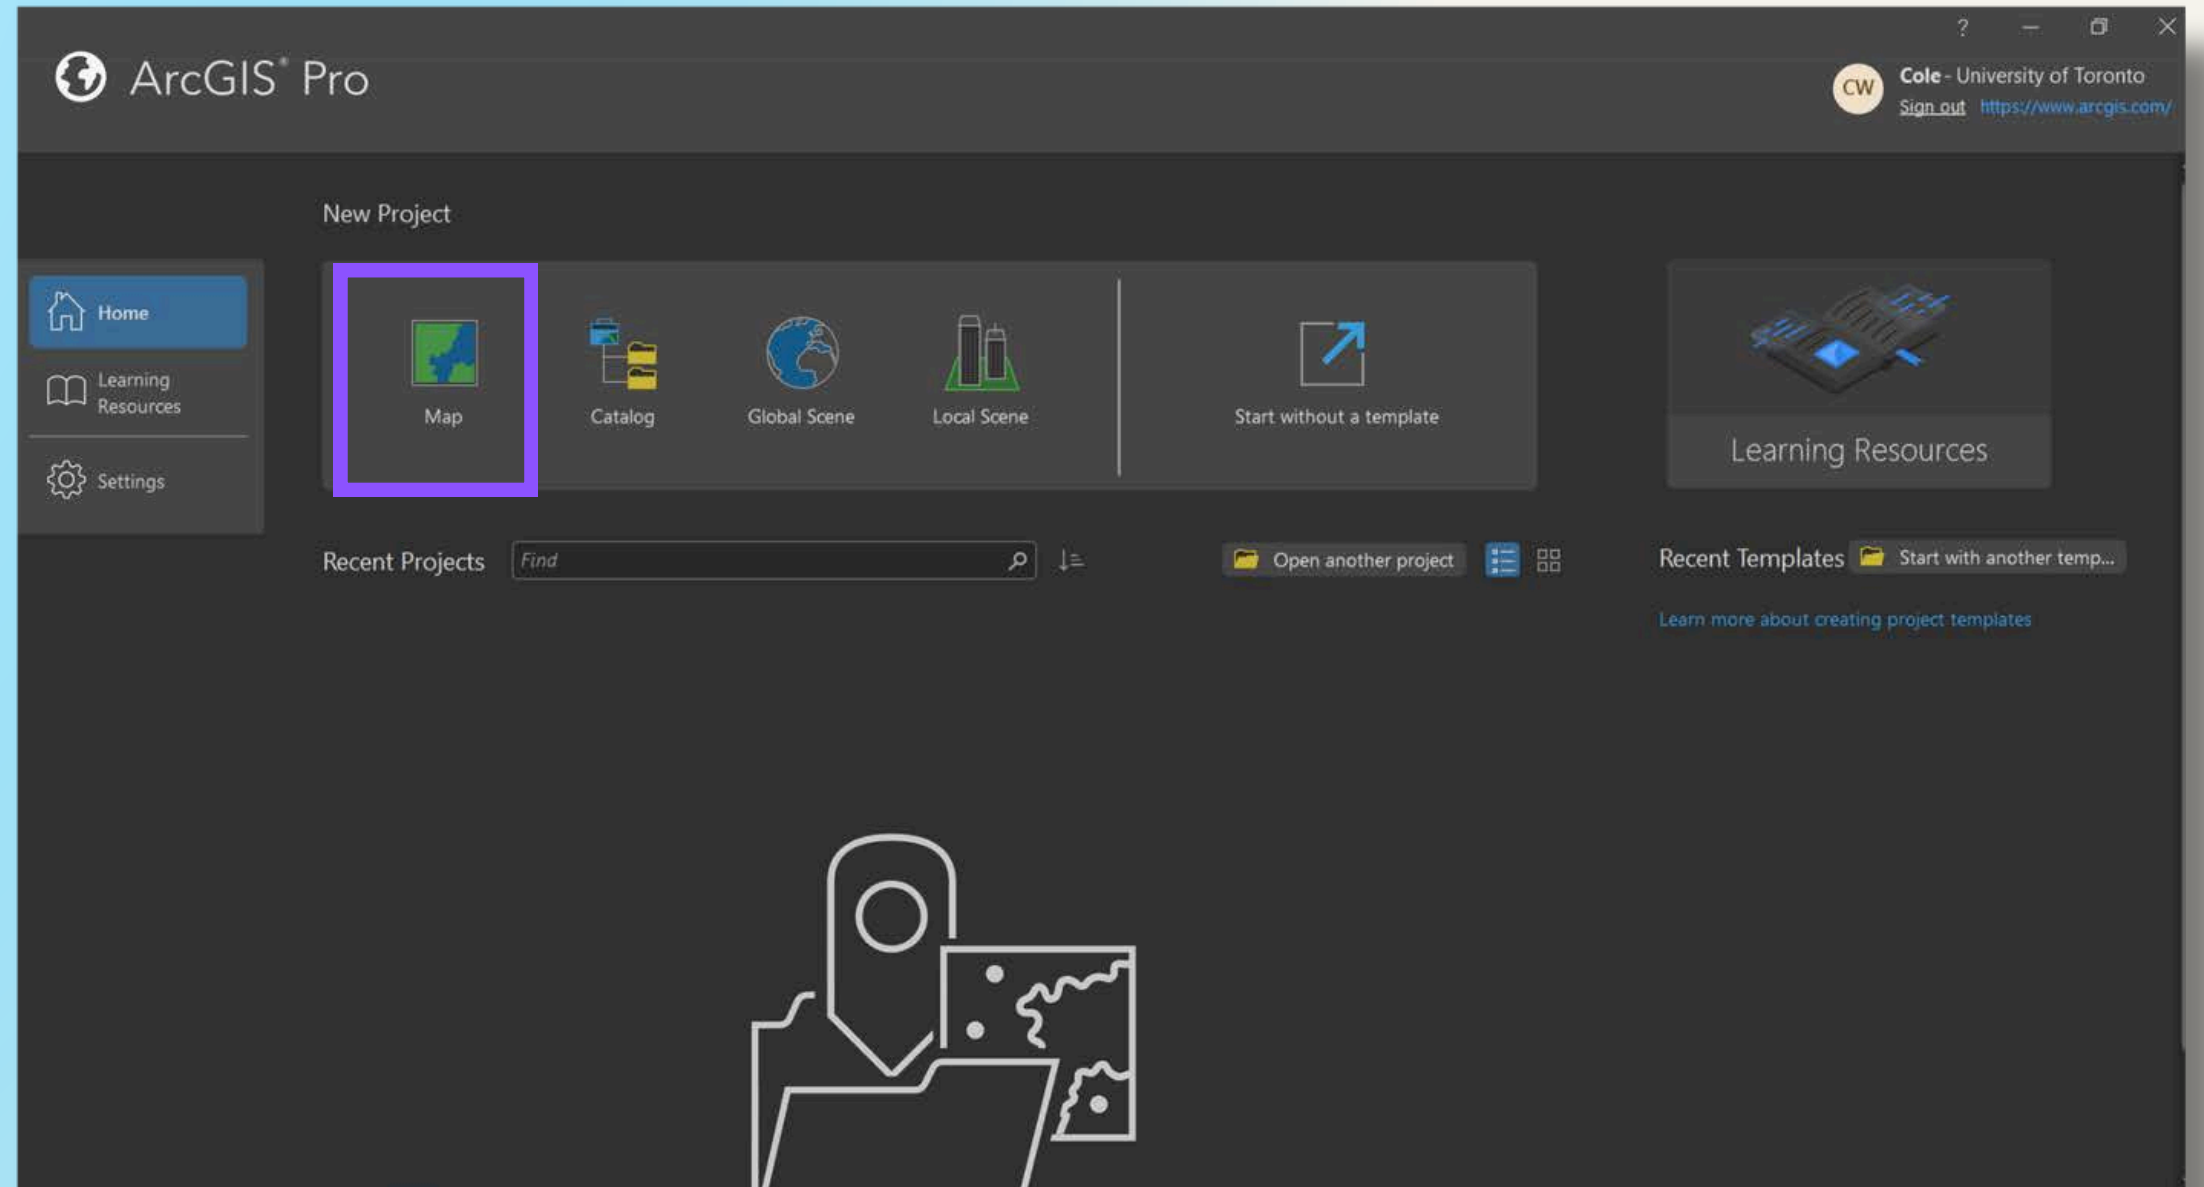 ?
ArcGIS® Pro
CW
Cole - University of Toronto
Sign out https://www.arcgis.com/
New Project
Home
Learning
Resources
Settings
Map
Catalog
Global Scene
Local Scene
Start without a template
Learning Resources
Recent Projects
Find
Open another project
Recent Templates
Start with another temp...
Learn more about creating project templates